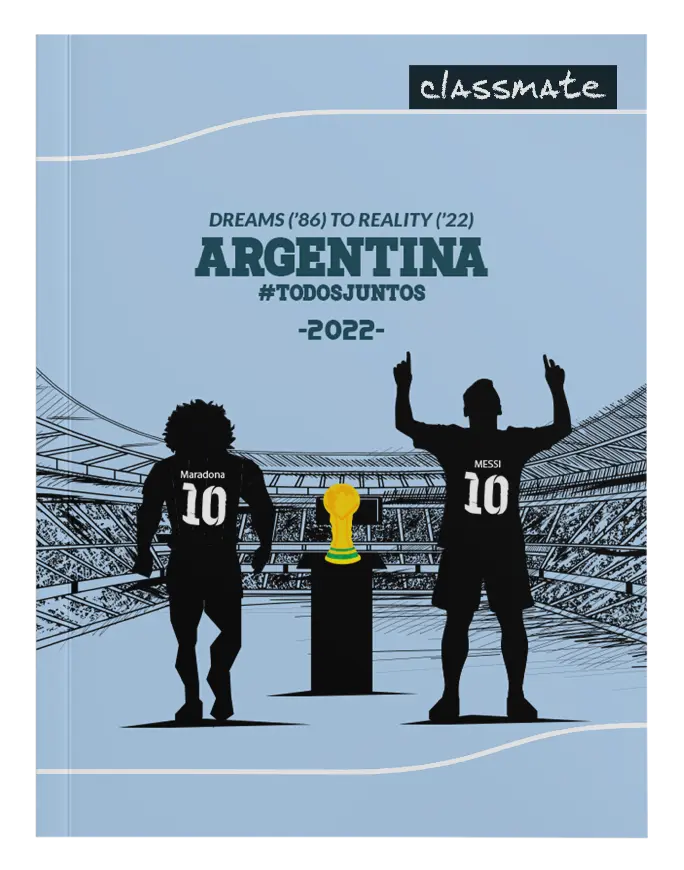 classmate
DREAMS ('86) TO REALITY ('22)
ARGENTINA
#TODOSJUNTOS
-2022-
Maradona
10
MESSI
10